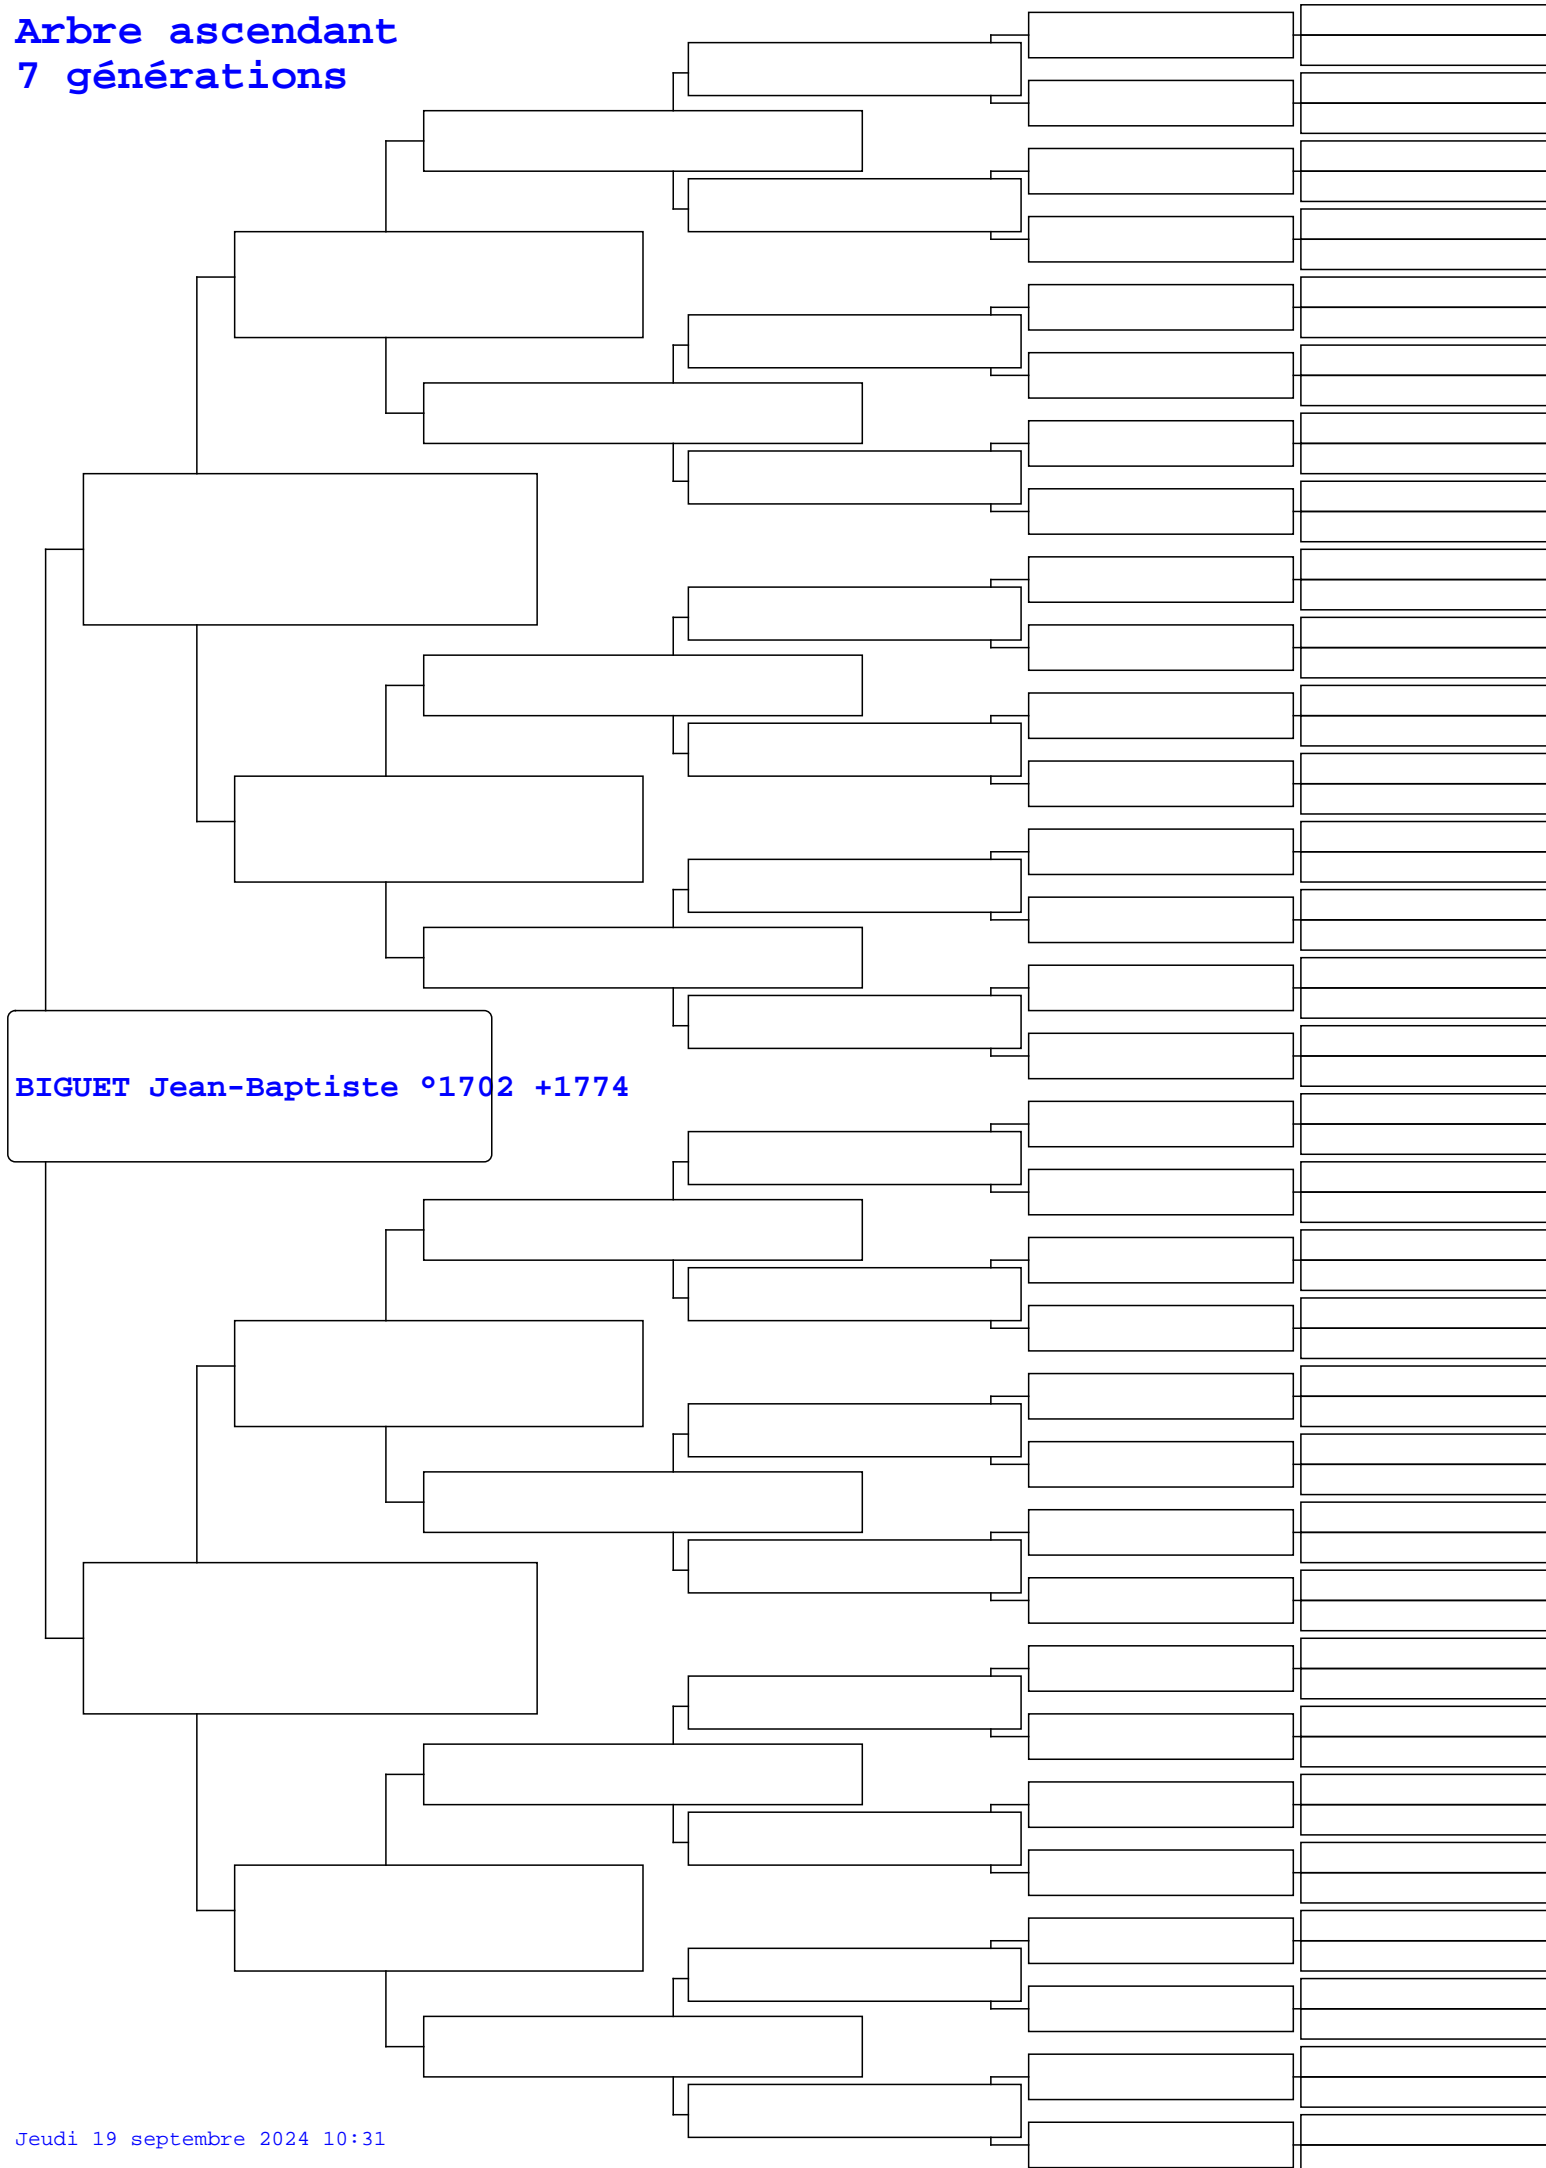 Arbre ascendant
7 générations
BIGUET Jean-Baptiste °1702 +1774
Jeudi 19 septembre 2024 10:31